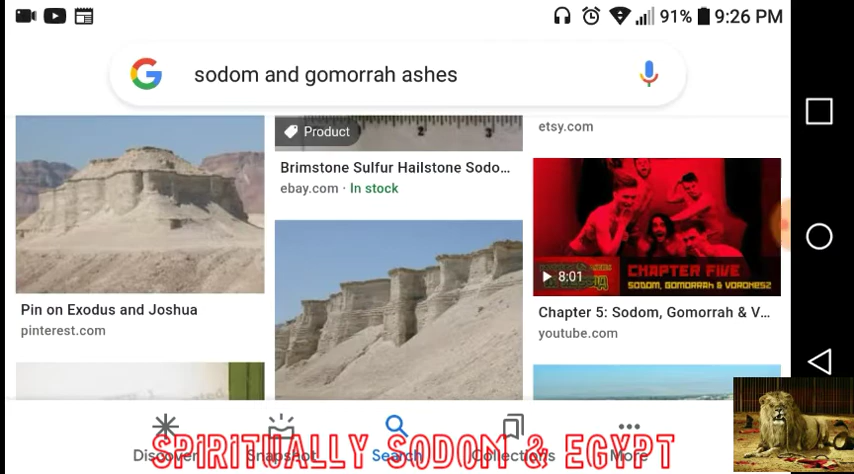 91% 9:26 PM
sodom and gomorrah ashes
Product
etsy.com
Brimstone Sulfur Hailstone Sodo...
ebay.com · In stock
8:01
CHAPTER FIVE
SODOM, GOMORRAH & VORONESZ
Pin on Exodus and Joshua
pinterest.com
Chapter 5: Sodom, Gomorrah & V...
youtube.com
Discover Snapshot Search Collections More
SPIRITUALLY SODOM & EGYPT